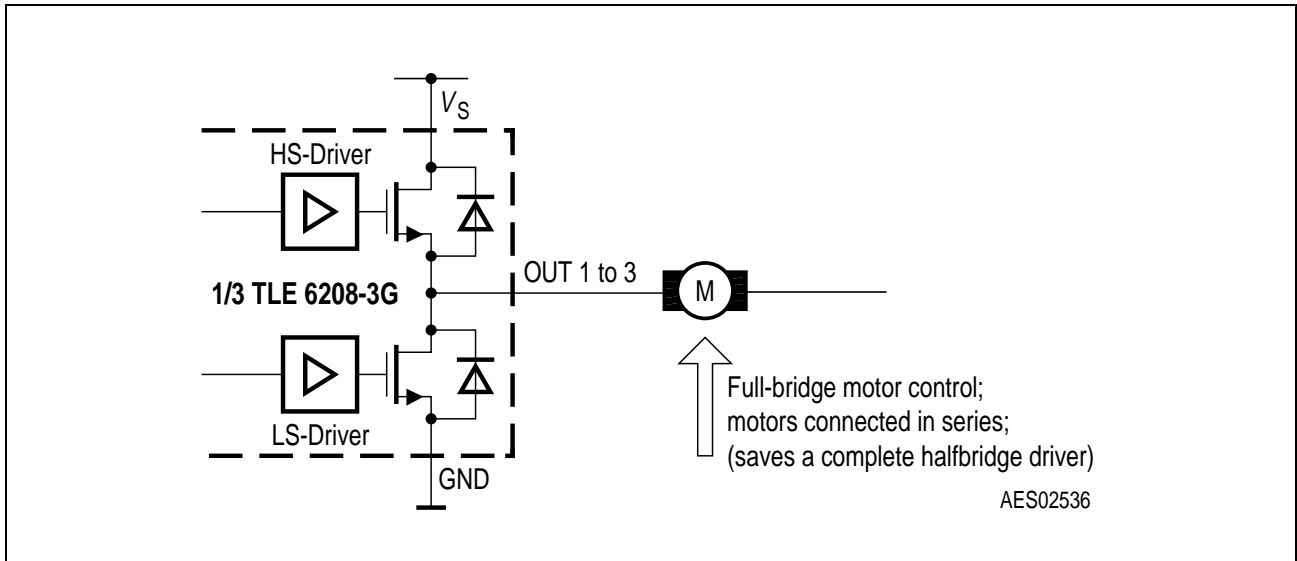 VS
HS-Driver
OUT 1 to 3
M
1/3 TLE 6208-3G
Full-bridge motor control;
motors connected in series;
(saves a complete halfbridge driver)
LS-Driver
GND
AES02536